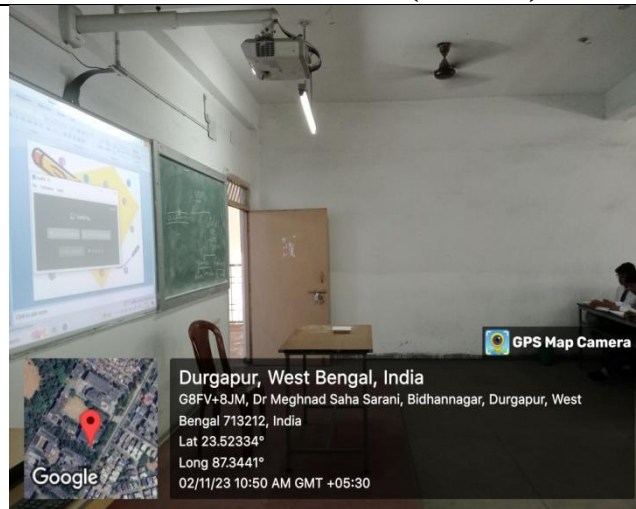 GPS Map Camera
Durgapur, West Bengal, India
G8FV+8JM, Dr Meghnad Saha Sarani, Bidhannagar, Durgapur, West
Bengal 713212, India
Lat 23.52334°
Long 87.3441°
02/11/23 10:50 AM GMT +05:30
Google